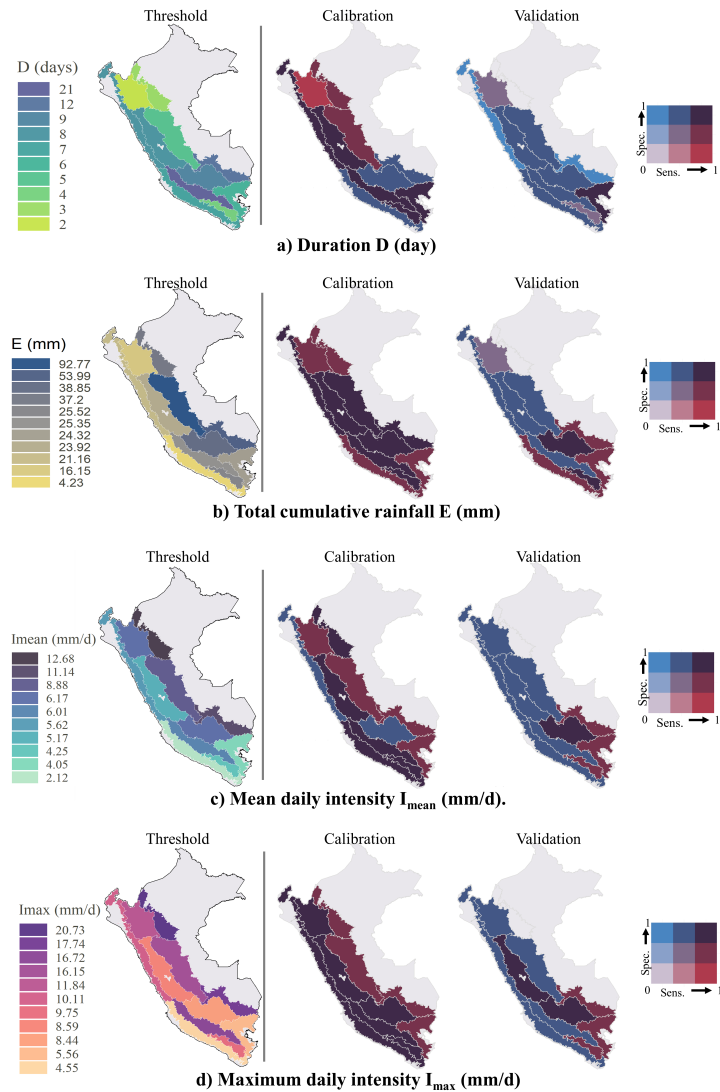 Threshold Calibration Validation
D (days)
21
12
9
8
7
6
5
4
3
2
1
Spec.
0 Sens. 1
a) Duration D (day)
Threshold Calibration Validation
E (mm)
92.77
53.99
38.85
37.2
25.52
25.35
24.32
23.92
21.16
16.15
4.23
1
Spec.
0 Sens. 1
b) Total cumulative rainfall E (mm)
Threshold Calibration Validation
Imean (mm/d)
12.68
11.14
8.88
6.17
6.01
5.62
5.17
4.25
4.05
2.12
1
Spec.
0 Sens. 1
c) Mean daily intensity Imean (mm/d).
Threshold Calibration Validation
Imax (mm/d)
20.73
17.74
16.72
16.15
11.84
10.11
9.75
8.59
8.44
5.56
4.55
1
Spec.
0 Sens. 1
d) Maximum daily intensity Imax (mm/d)